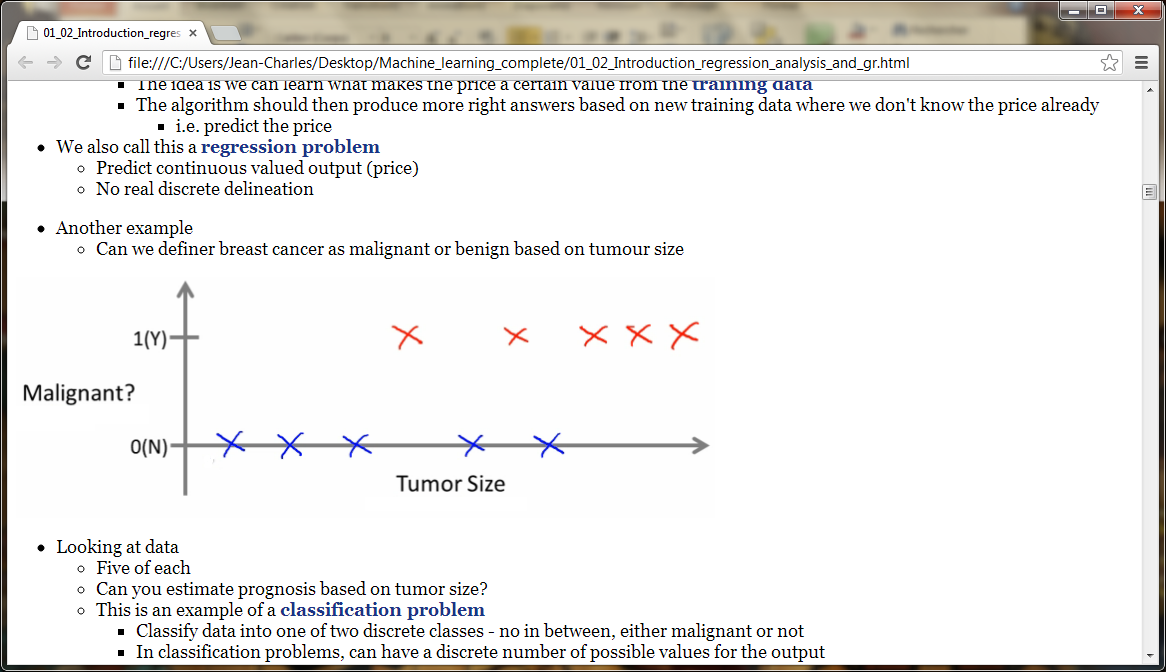 01_02_Introduction_regres
file:///C:/Users/Jean-Charles/Desktop/Machine_learning_complete/01_02_Introduction_regression_analysis_and_gr.html
The idea is we can learn what makes the price a certain value from the training data
The algorithm should then produce more right answers based on new training data where we don't know the price already
i.e. predict the price
We also call this a regression problem
Predict continuous valued output (price)
No real discrete delineation
Another example
Can we definer breast cancer as malignant or benign based on tumour size
1(Y)
Malignant?
0(N)
Tumor Size
Looking at data
Five of each
Can you estimate prognosis based on tumor size?
This is an example of a classification problem
Classify data into one of two discrete classes - no in between, either malignant or not
In classification problems, can have a discrete number of possible values for the output